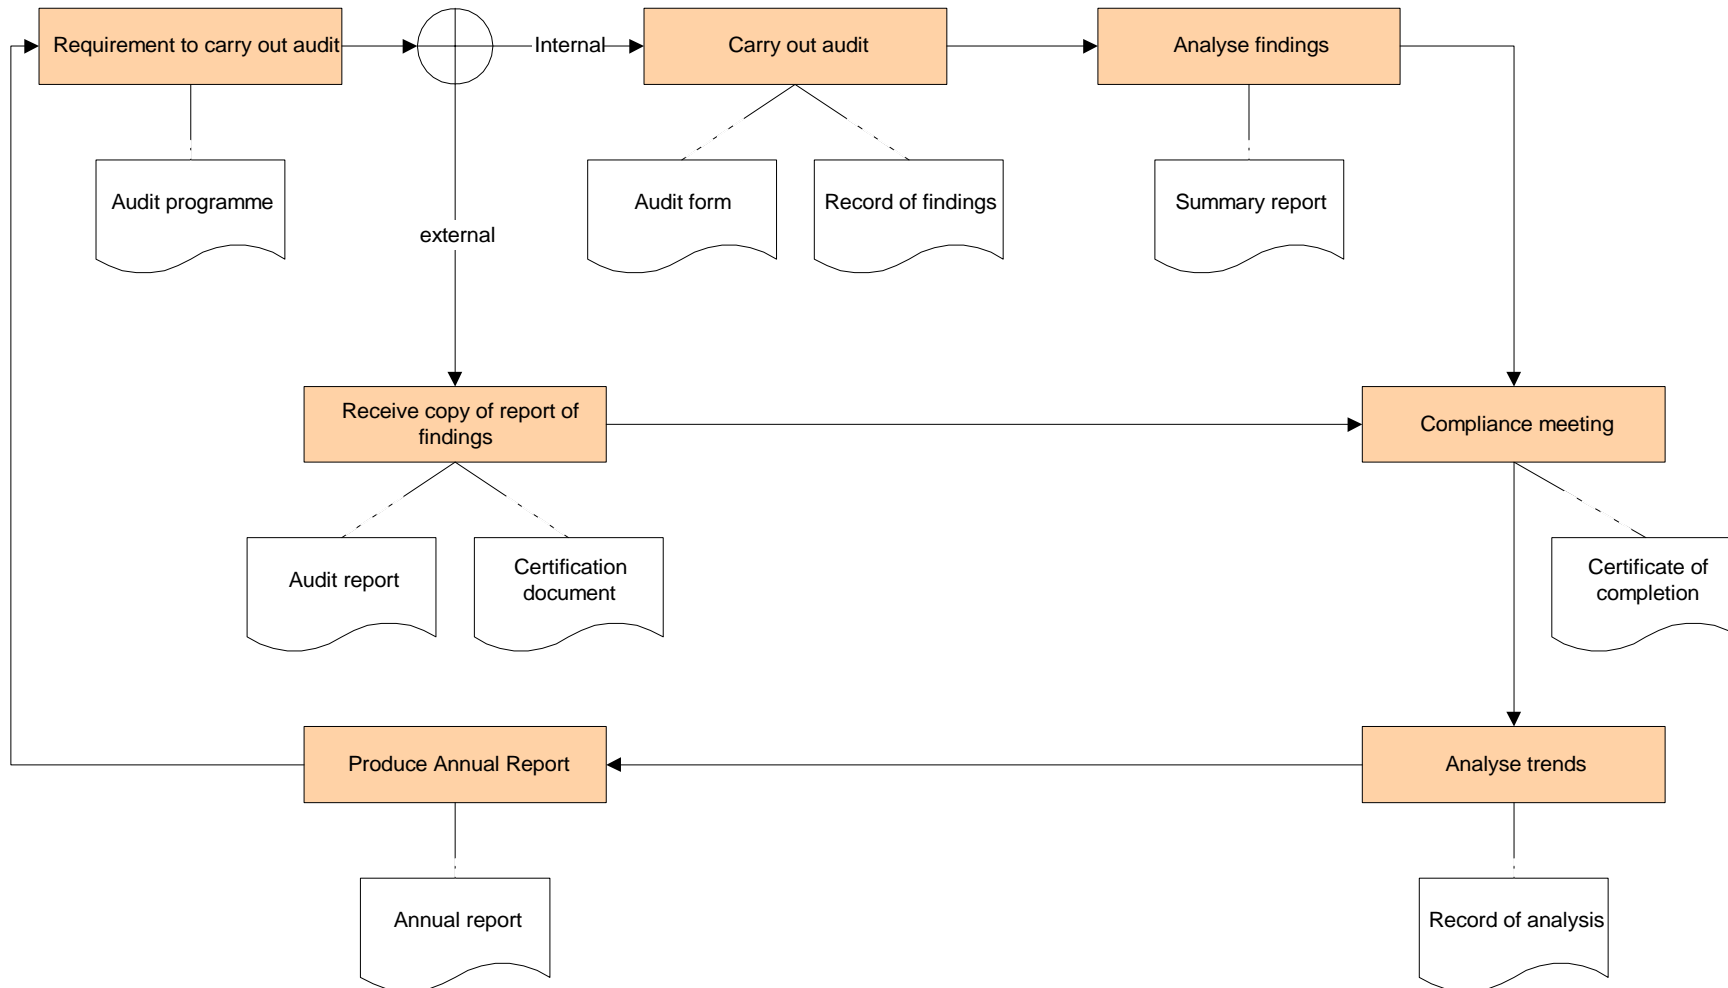 Requirement to carry out audit
Internal
Carry out audit
Analyse findings
Audit programme
Audit form
Record of findings
Summary report
external
Receive copy of report of
findings
Compliance meeting
Audit report
Certification
document
Certificate of
completion
Produce Annual Report
Analyse trends
Annual report
Record of analysis